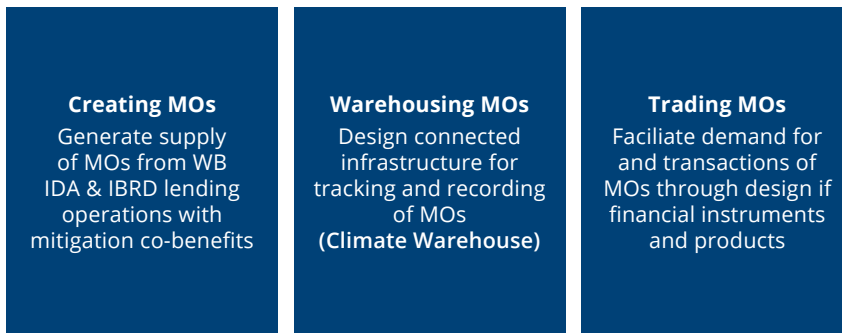 Creating MOs
Generate supply
of MOs from WB
IDA & IBRD lending
operations with
mitigation co-benefits
Warehousing MOs
Design connected
infrastructure for
tracking and recording
of MOs
(Climate Warehouse)
Trading MOs
Faciliate demand for
and transactions of
MOs through design if
financial instruments
and products